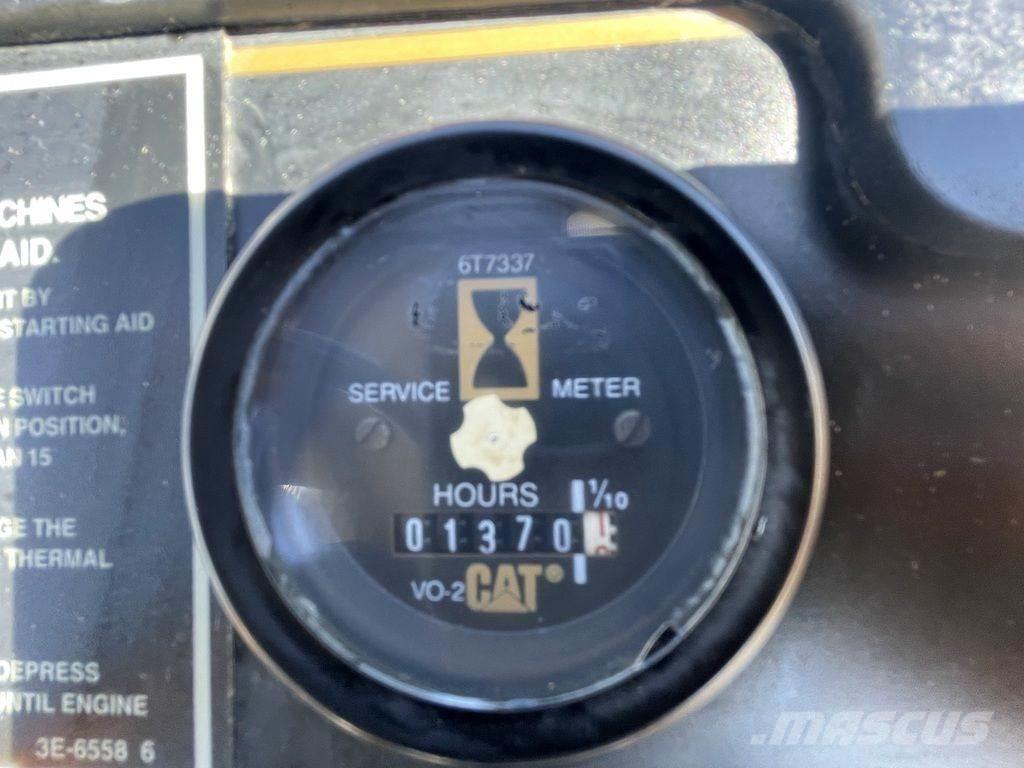 CHINES
AID.
IT BY
STARTING AID
E SWITCH
N POSITION,
AN 15
GE THE
THERMAL
DEPRESS
UNTIL ENGINE
3E-6558 6
6T7337
SERVICE METER
HOURS 1/10
01370
VO-2 CAT®
MASCUS